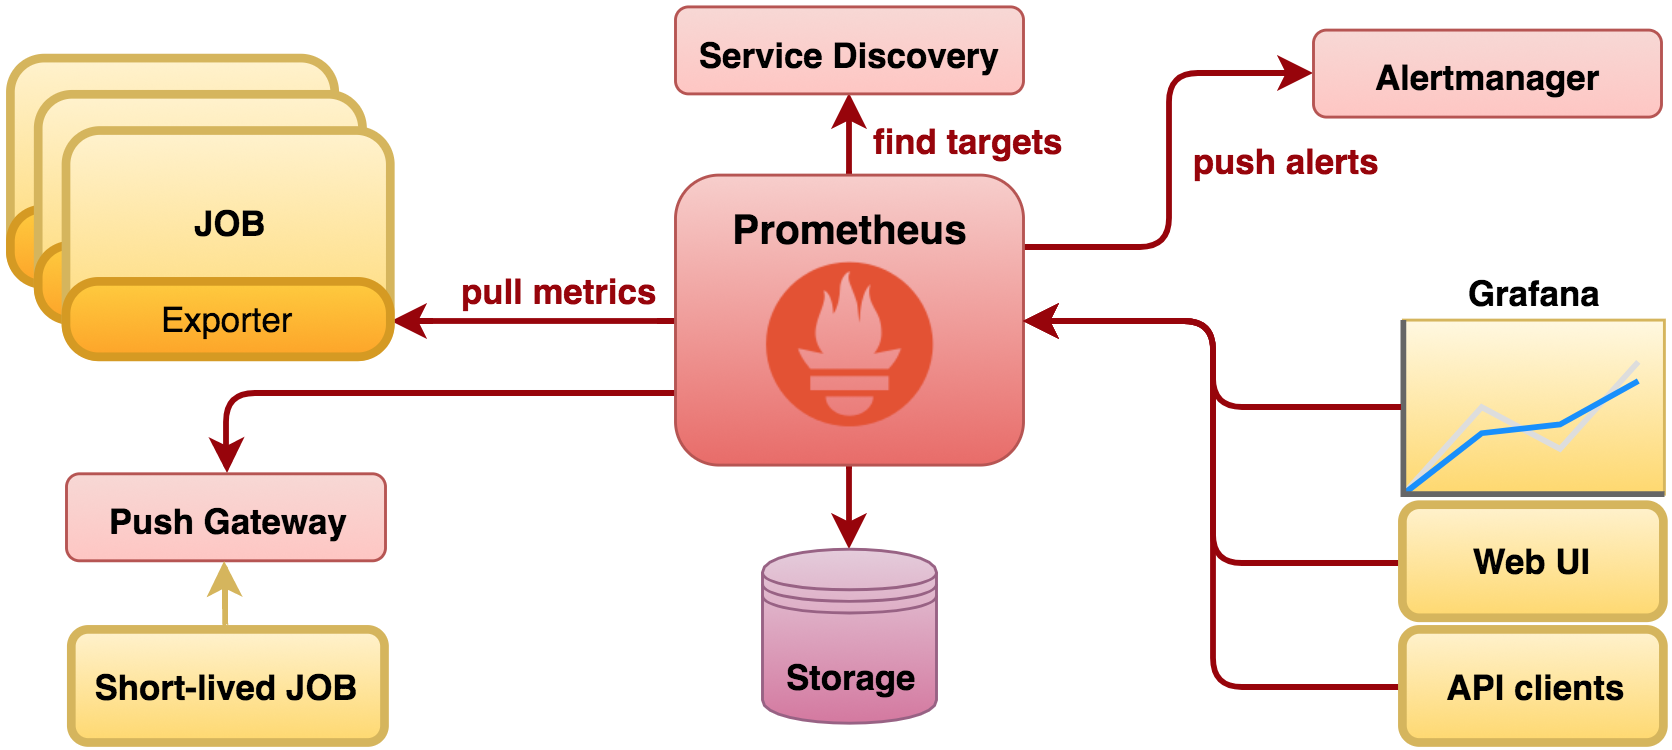 Service Discovery
Alertmanager
find targets
push alerts
JOB
Prometheus
pull metrics
Exporter
Grafana
Push Gateway
Web UI
Short-lived JOB
Storage
API clients